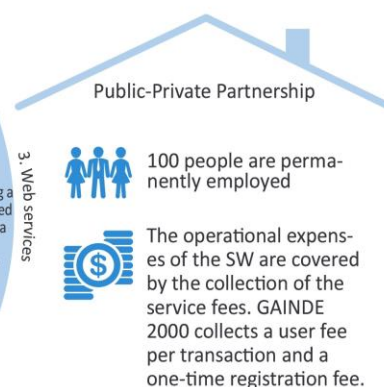 Public-Private Partnership
3. Web services
100 people are perma-
nently employed
The operational expens-
es of the SW are covered
by the collection of the
service fees. GAINDE
2000 collects a user fee
per transaction and a
one-time registration fee.
$